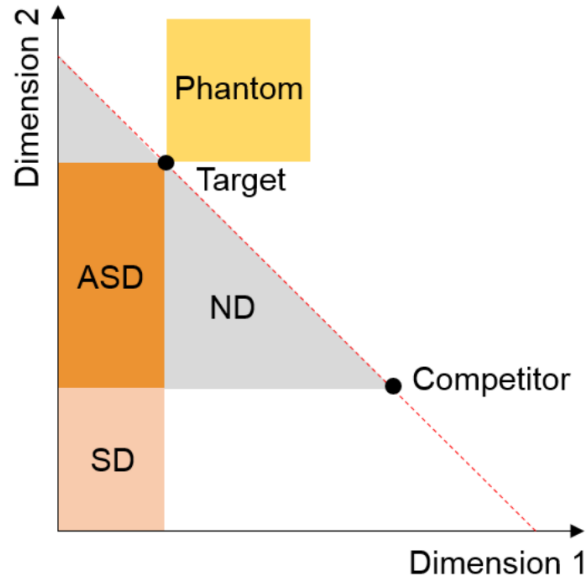 Dimension 2
Phantom
Target
ASD
ND
Competitor
SD
Dimension 1